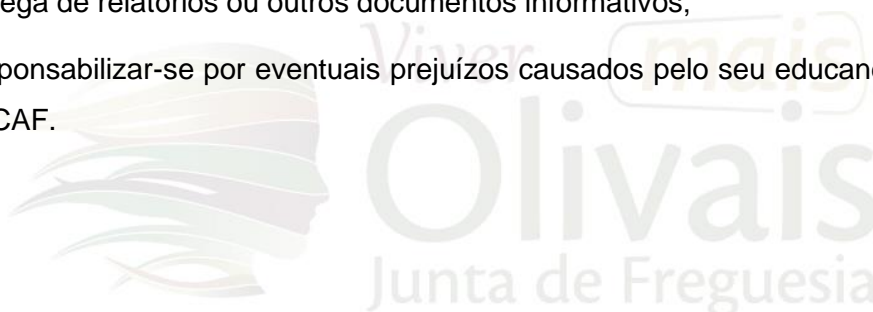 ega de relatórios ou outros documentos informativos;
ponsabilizar-se por eventuais prejuízos causados pelo seu educan
CAF.
Viver mais
Olivais
Junta de Freguesia